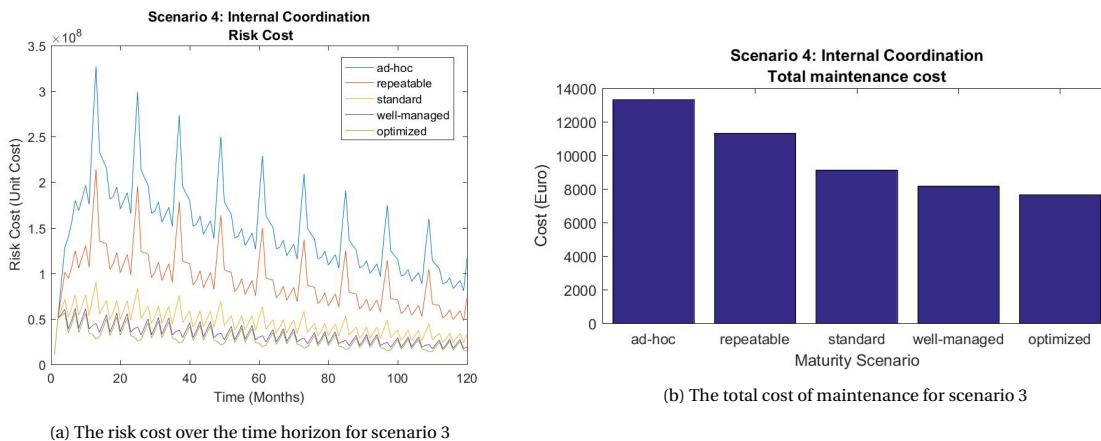 Scenario 4: Internal Coordination
Risk Cost
×10⁸
3.5
3
2.5
2
1.5
1
0.5
0
Risk Cost (Unit Cost)
0 20 40 60 80 100 120
Time (Months)
ad-hoc
repeatable
standard
well-managed
optimized
(a) The risk cost over the time horizon for scenario 3
Scenario 4: Internal Coordination
Total maintenance cost
14000
12000
10000
8000
6000
4000
2000
0
Cost (Euro)
ad-hoc repeatable standard well-managed optimized
Maturity Scenario
(b) The total cost of maintenance for scenario 3